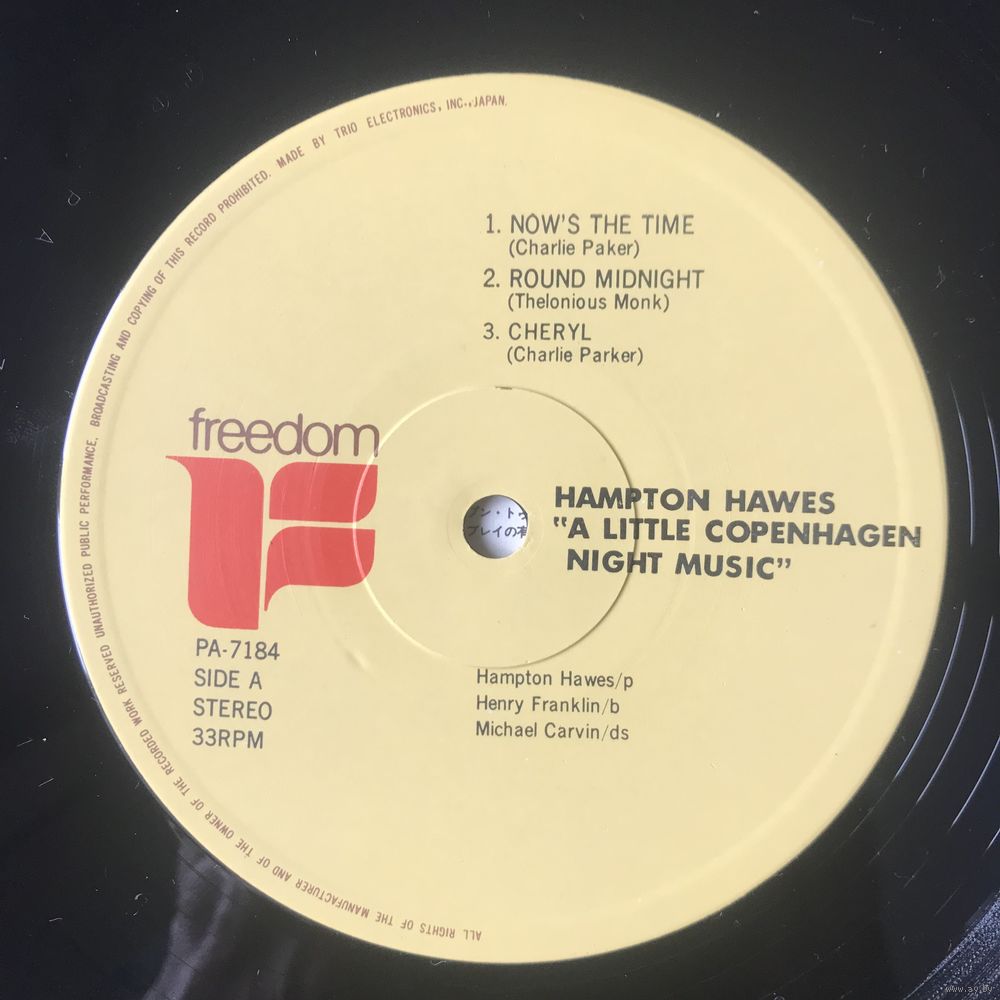 ALL RIGHTS OF THE MANUFACTURER AND OF THE OWNER OF THE RECORDED WORK RESERVED UNAUTHORIZED PUBLIC PERFORMANCE, BROADCASTING AND COPYING OF THIS RECORD PROHIBITED. MADE BY TRIO ELECTRONICS, INC., JAPAN.
1. NOW'S THE TIME
(Charlie Paker)
2. ROUND MIDNIGHT
(Thelonious Monk)
3. CHERYL
(Charlie Parker)
freedom
HAMPTON HAWES
"A LITTLE COPENHAGEN
NIGHT MUSIC"
PA-7184
SIDE A
STEREO
33RPM
Hampton Hawes/p
Henry Franklin/b
Michael Carvin/ds
www.ay.by